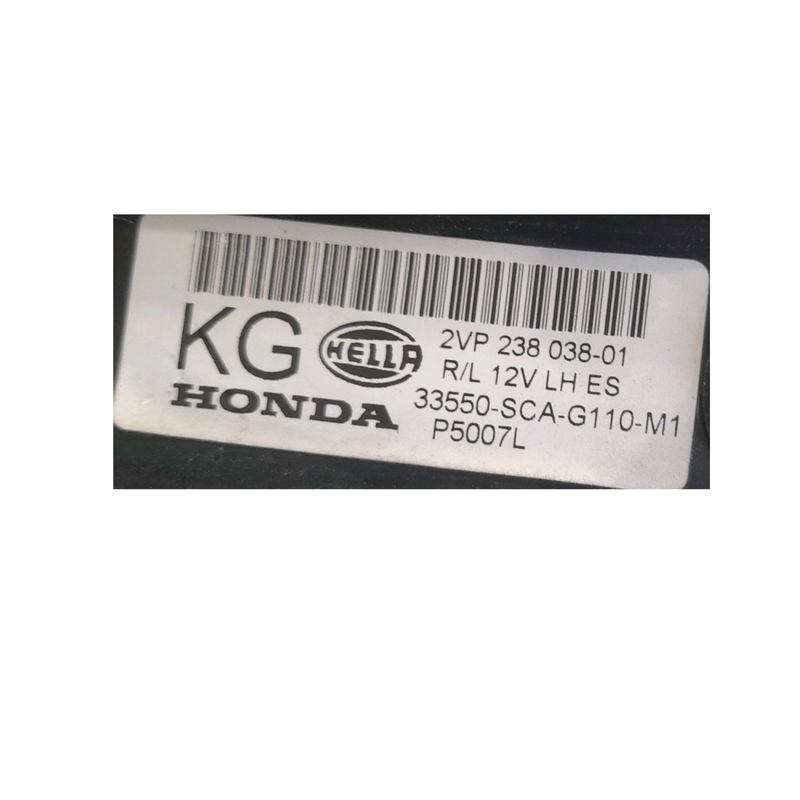 KG
HELLA
HONDA
2VP 238 038-01
R/L 12V LH ES
33550-SCA-G110-M1
P5007L